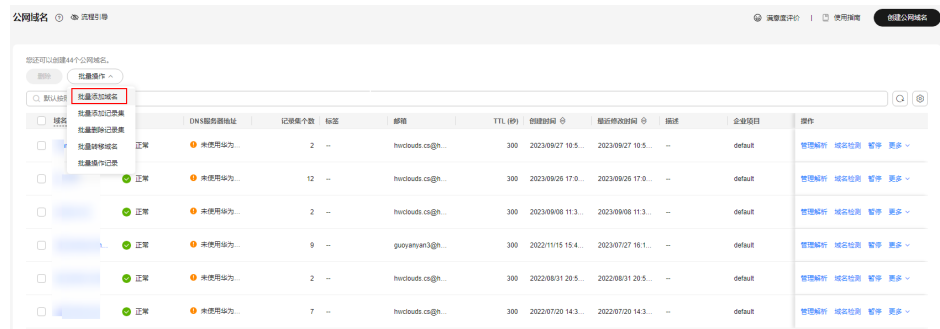 公网域名 流程引导 满意度评价 | 使用指南 创建公网域名
您还可以创建44个公网域名。
删除 批量操作
批量添加域名
批量添加记录集
批量删除记录集
批量转移域名
批量操作记录
默认按照
域名 DNS服务器地址 记录集个数 标签 邮箱 TTL (秒) 创建时间 最近修改时间 描述 企业项目 操作
正常 未使用华为... 2 -- hwclouds.cs@h... 300 2023/09/27 10:5... 2023/09/27 10:5... -- default 管理解析 域名检测 暂停 更多
正常 未使用华为... 12 -- hwclouds.cs@h... 300 2023/09/26 17:0... 2023/09/26 17:0... -- default 管理解析 域名检测 暂停 更多
正常 未使用华为... 2 -- hwclouds.cs@h... 300 2023/09/08 11:3... 2023/09/08 11:3... -- default 管理解析 域名检测 暂停 更多
正常 未使用华为... 9 -- guoyanyan3@h... 300 2022/11/15 15:4... 2023/07/27 16:1... -- default 管理解析 域名检测 暂停 更多
正常 未使用华为... 2 -- hwclouds.cs@h... 300 2022/08/31 20:5... 2022/08/31 20:5... -- default 管理解析 域名检测 暂停 更多
正常 未使用华为... 7 -- hwclouds.cs@h... 300 2022/07/20 14:3... 2022/07/20 14:3... -- default 管理解析 域名检测 暂停 更多